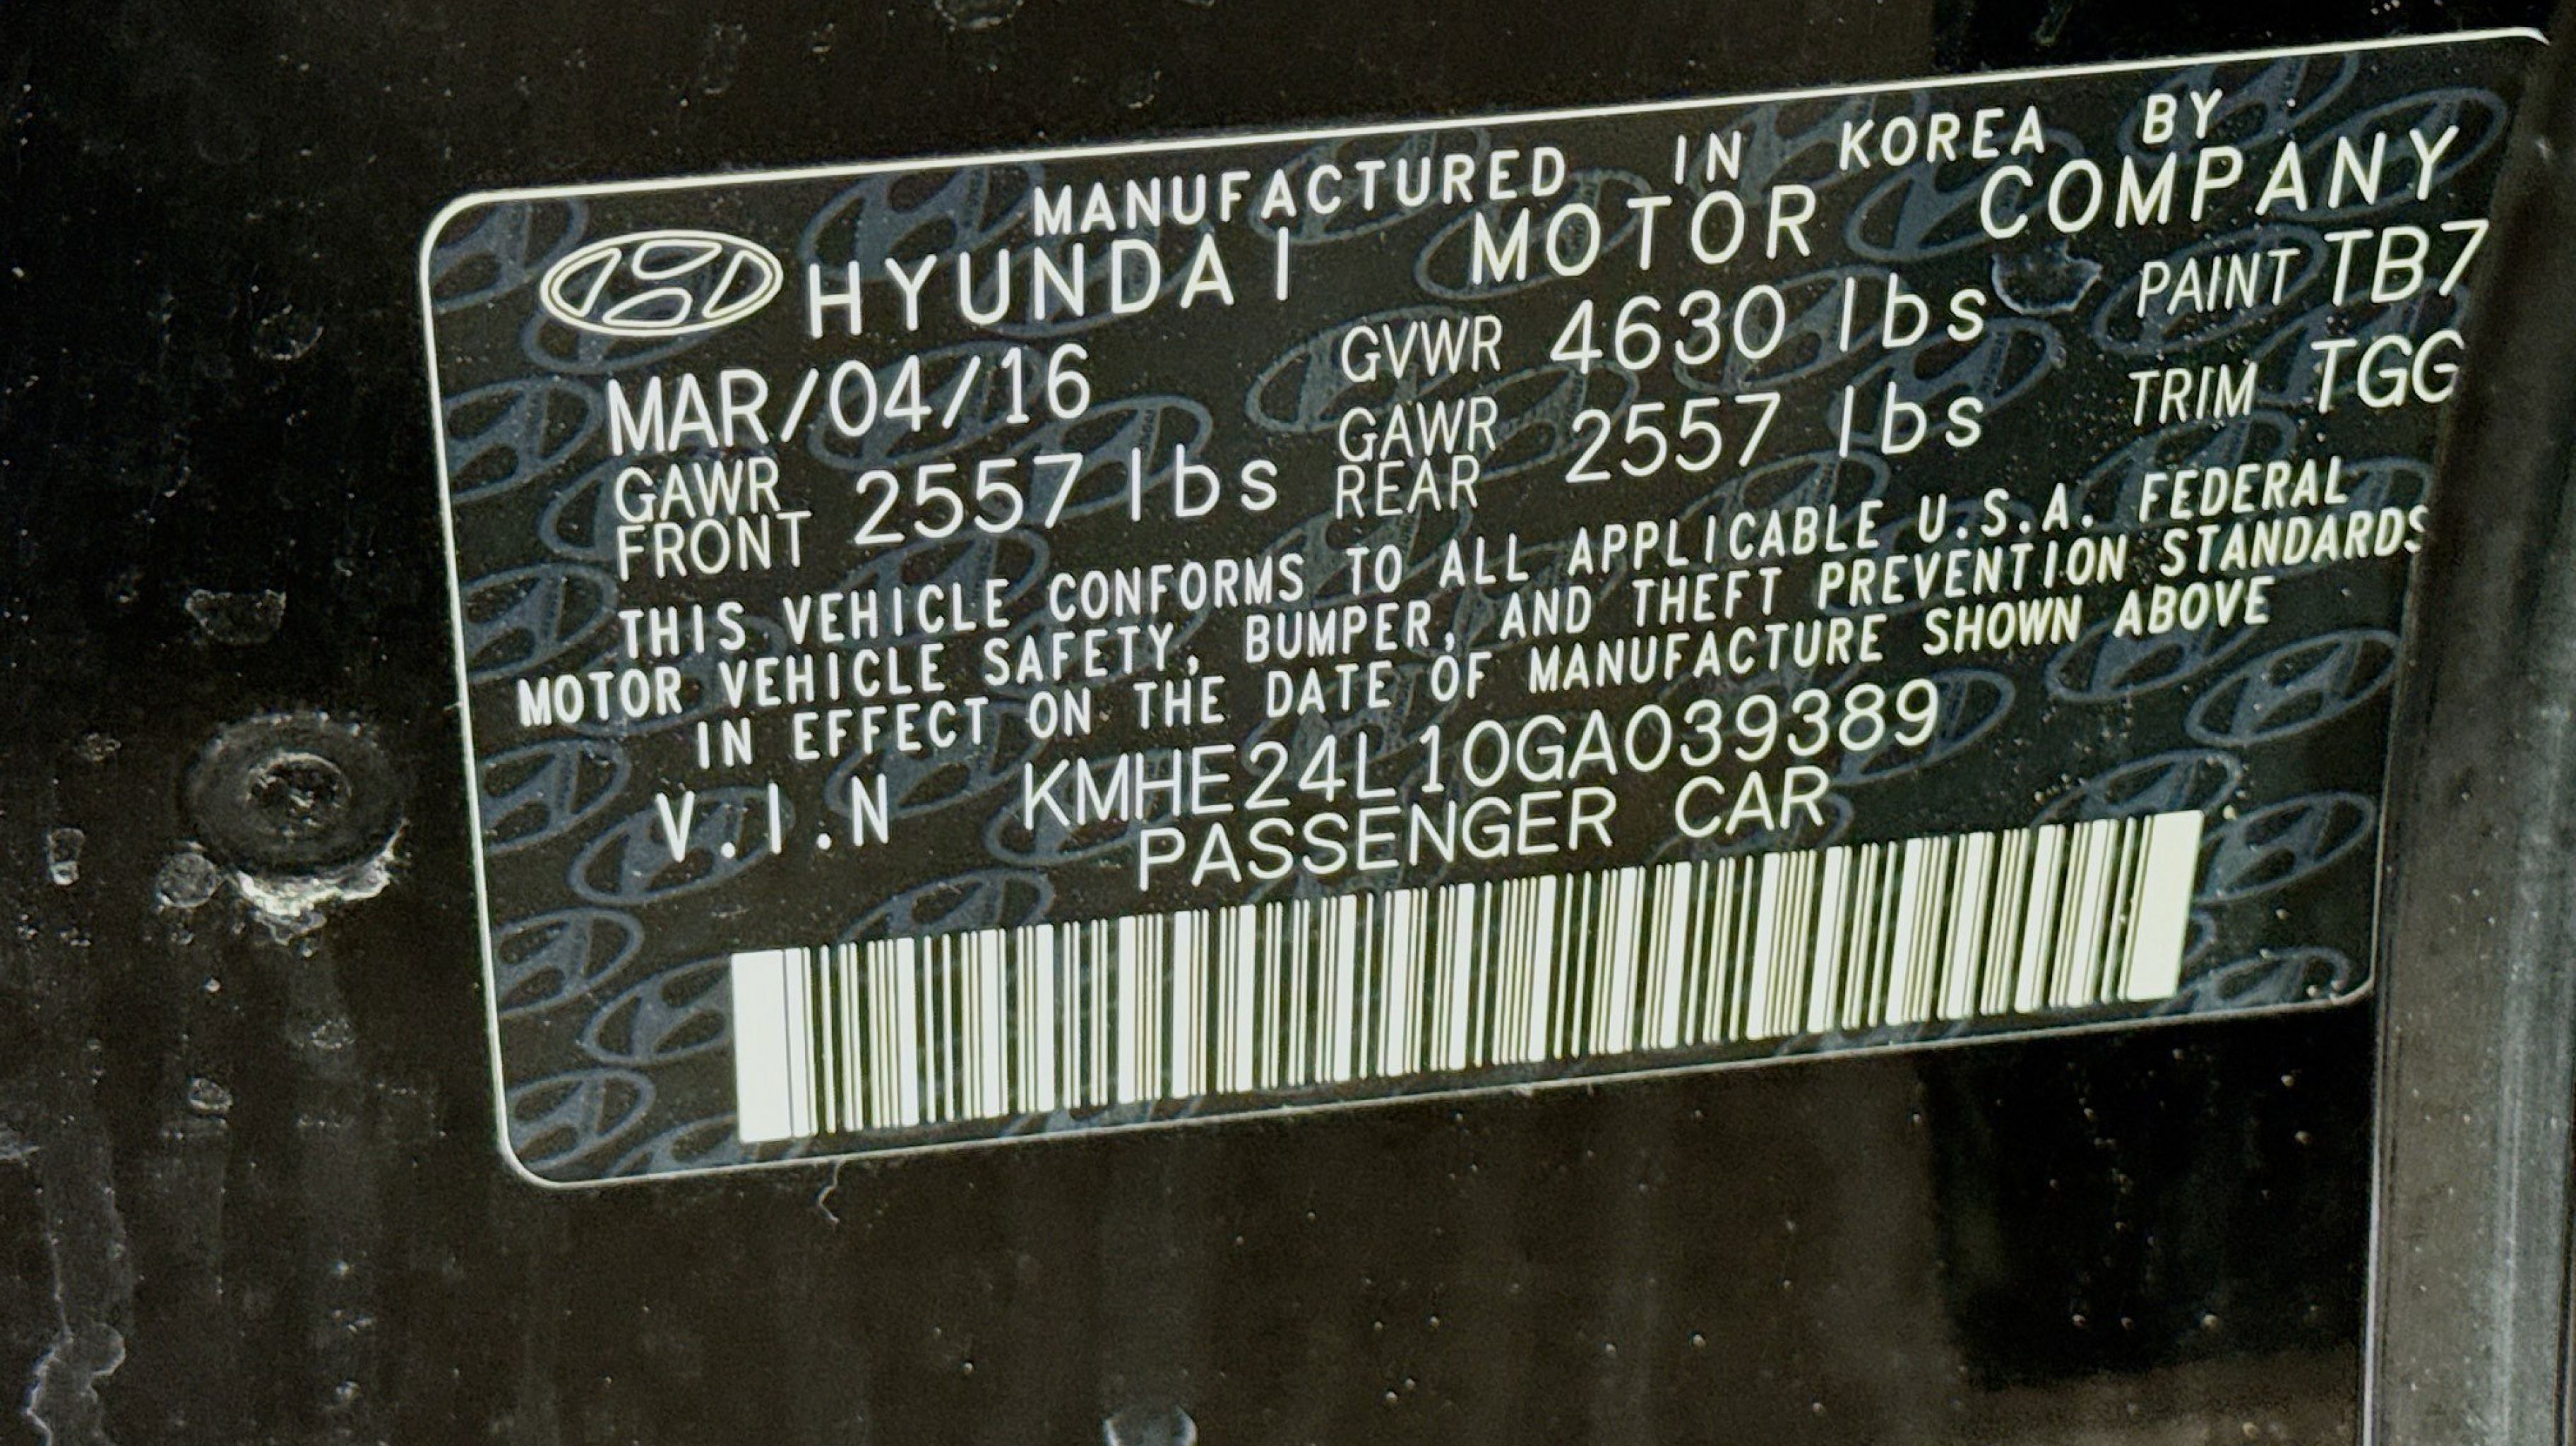 MANUFACTURED IN KOREA BY
HYUNDAI MOTOR COMPANY
MAR/04/16 GVWR 4630 lbs PAINT TB7
GAWR FRONT 2557 lbs GAWR REAR 2557 lbs TRIM TGG
THIS VEHICLE CONFORMS TO ALL APPLICABLE U.S.A. FEDERAL
MOTOR VEHICLE SAFETY, BUMPER, AND THEFT PREVENTION STANDARDS
IN EFFECT ON THE DATE OF MANUFACTURE SHOWN ABOVE
V.I.N KMHE24L10GA039389
PASSENGER CAR